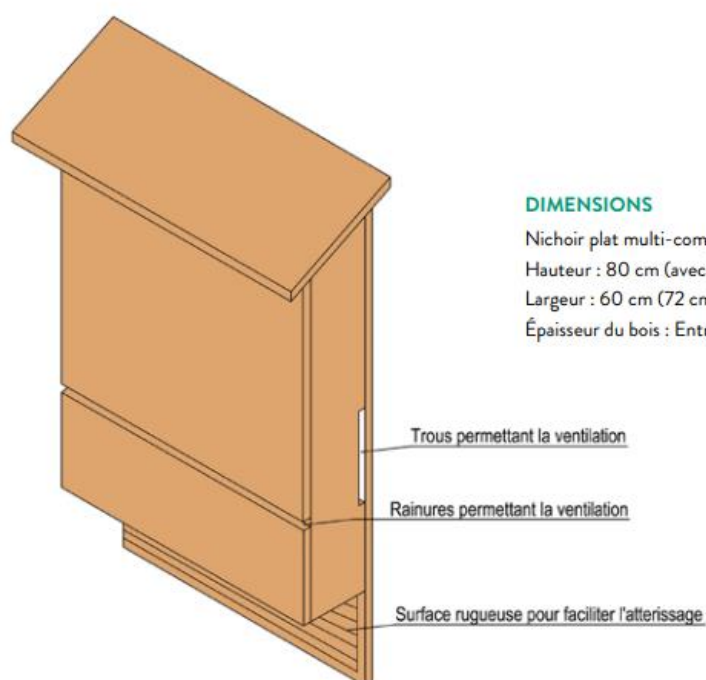 DIMENSIONS
Nichoir plat multi-com
Hauteur : 80 cm (avec
Largeur : 60 cm (72 cm
Épaisseur du bois : Entr
Trous permettant la ventilation
Rainures permettant la ventilation
Surface rugueuse pour faciliter l'atterissage